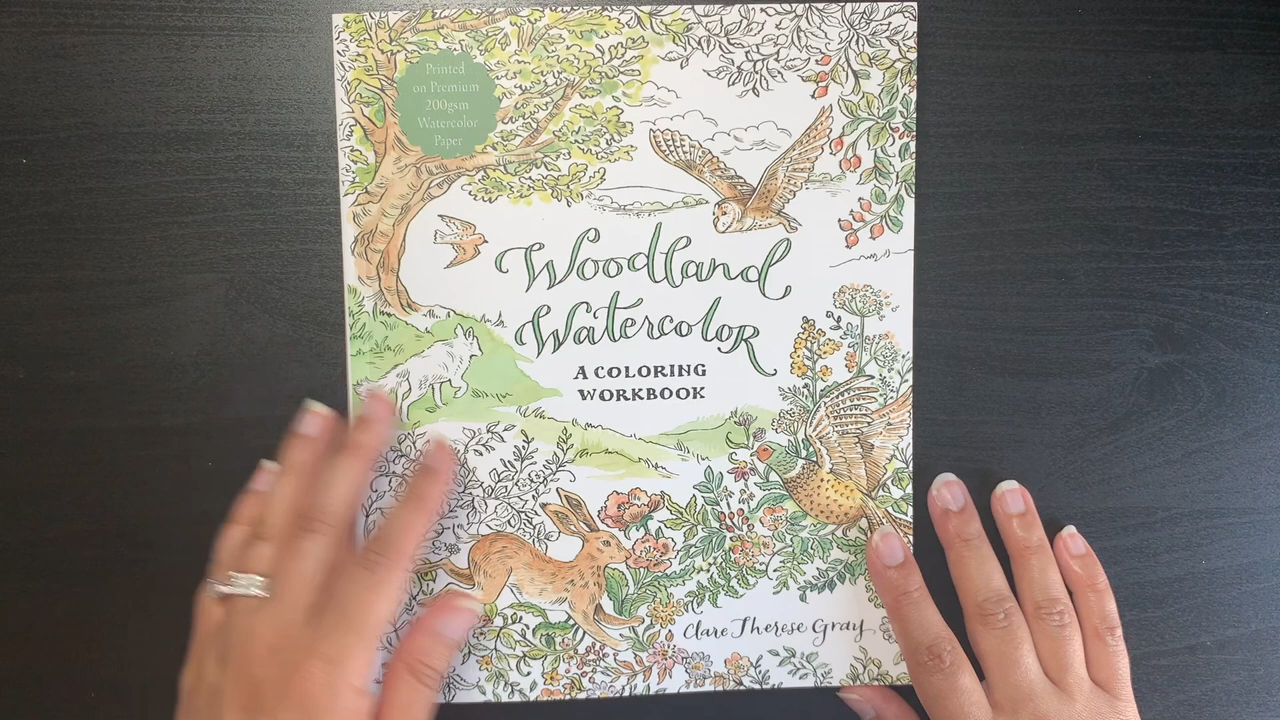 Printed
on Premium
200gsm
Watercolor
Paper
Woodland
Watercolor
A COLORING
WORKBOOK
Clare Therese Gray